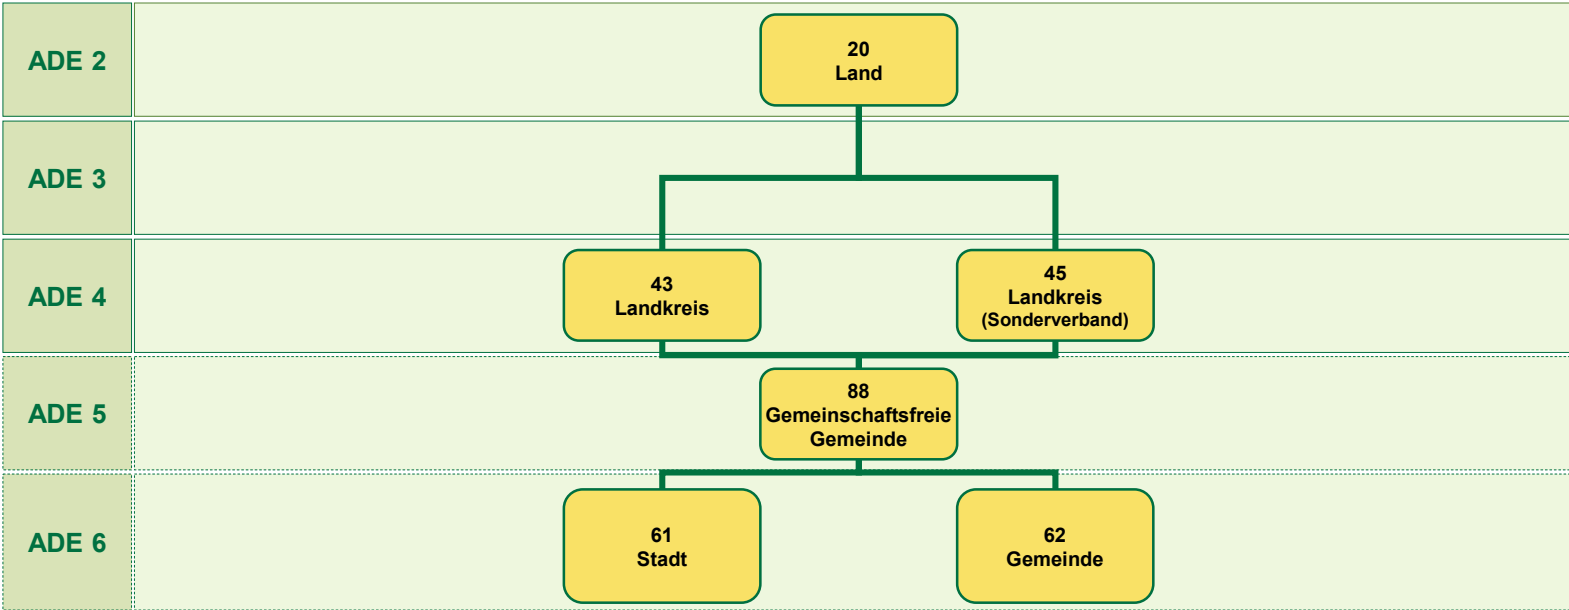 ADE 2
20
Land
ADE 3
ADE 4
43
Landkreis
45
Landkreis
(Sonderverband)
ADE 5
88
Gemeinschaftsfreie
Gemeinde
ADE 6
61
Stadt
62
Gemeinde